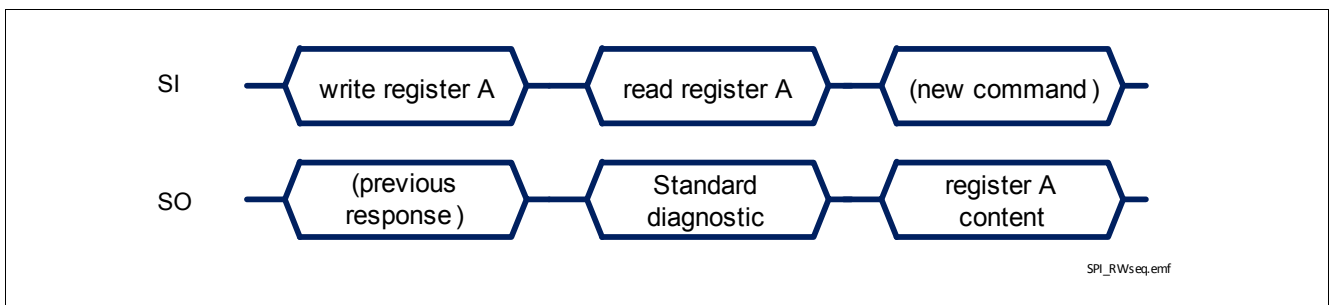 SI
write register A
read register A
(new command)
SO
(previous
response)
Standard
diagnostic
register A
content
SPI_RWseq.emf